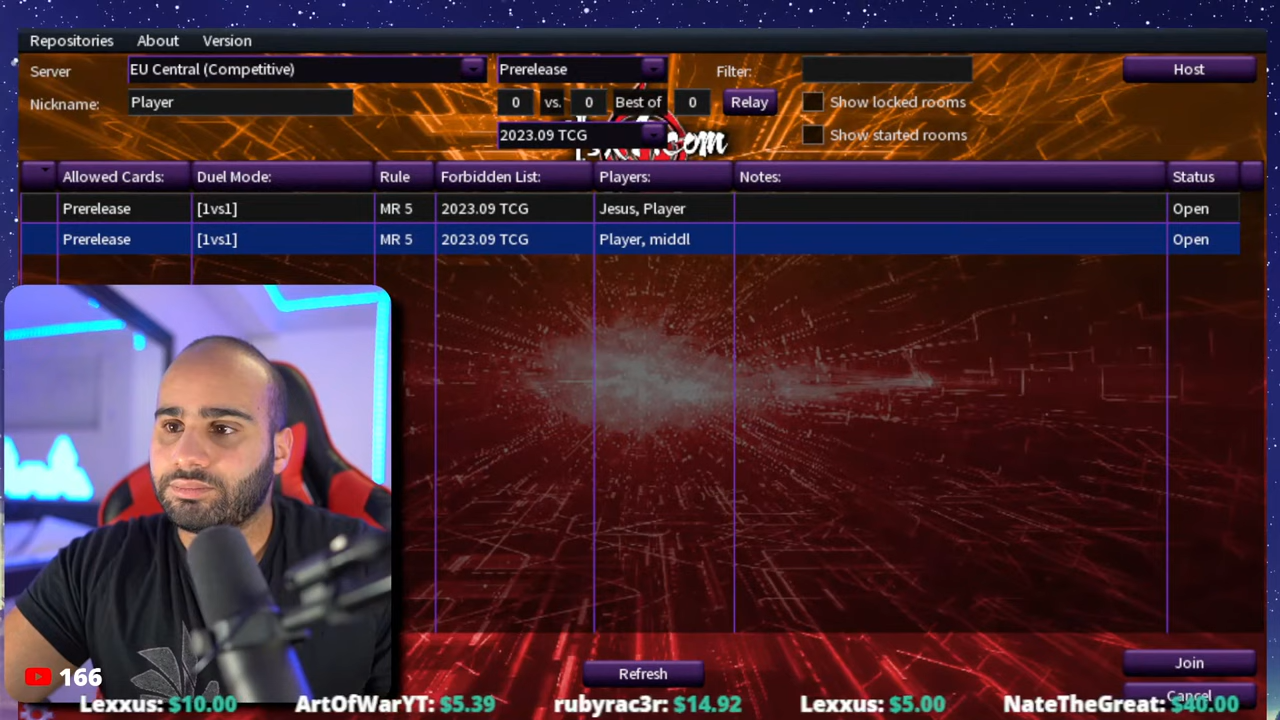 Repositories About Version
Server EU Central (Competitive) Prerelease Filter: Host
Nickname: Player 0 vs. 0 Best of 0 Relay Show locked rooms
2023.09 TCG Show started rooms
Allowed Cards: Duel Mode: Rule Forbidden List: Players: Notes: Status
Prerelease [1vs1] MR 5 2023.09 TCG Jesus, Player Open
Prerelease [1vs1] MR 5 2023.09 TCG Player, middl Open
166
Refresh
Join
Cancel
Lexxus: $10.00 ArtOfWarYT: $5.39 rubyrac3r: $14.92 Lexxus: $5.00 NateTheGreat: $40.00